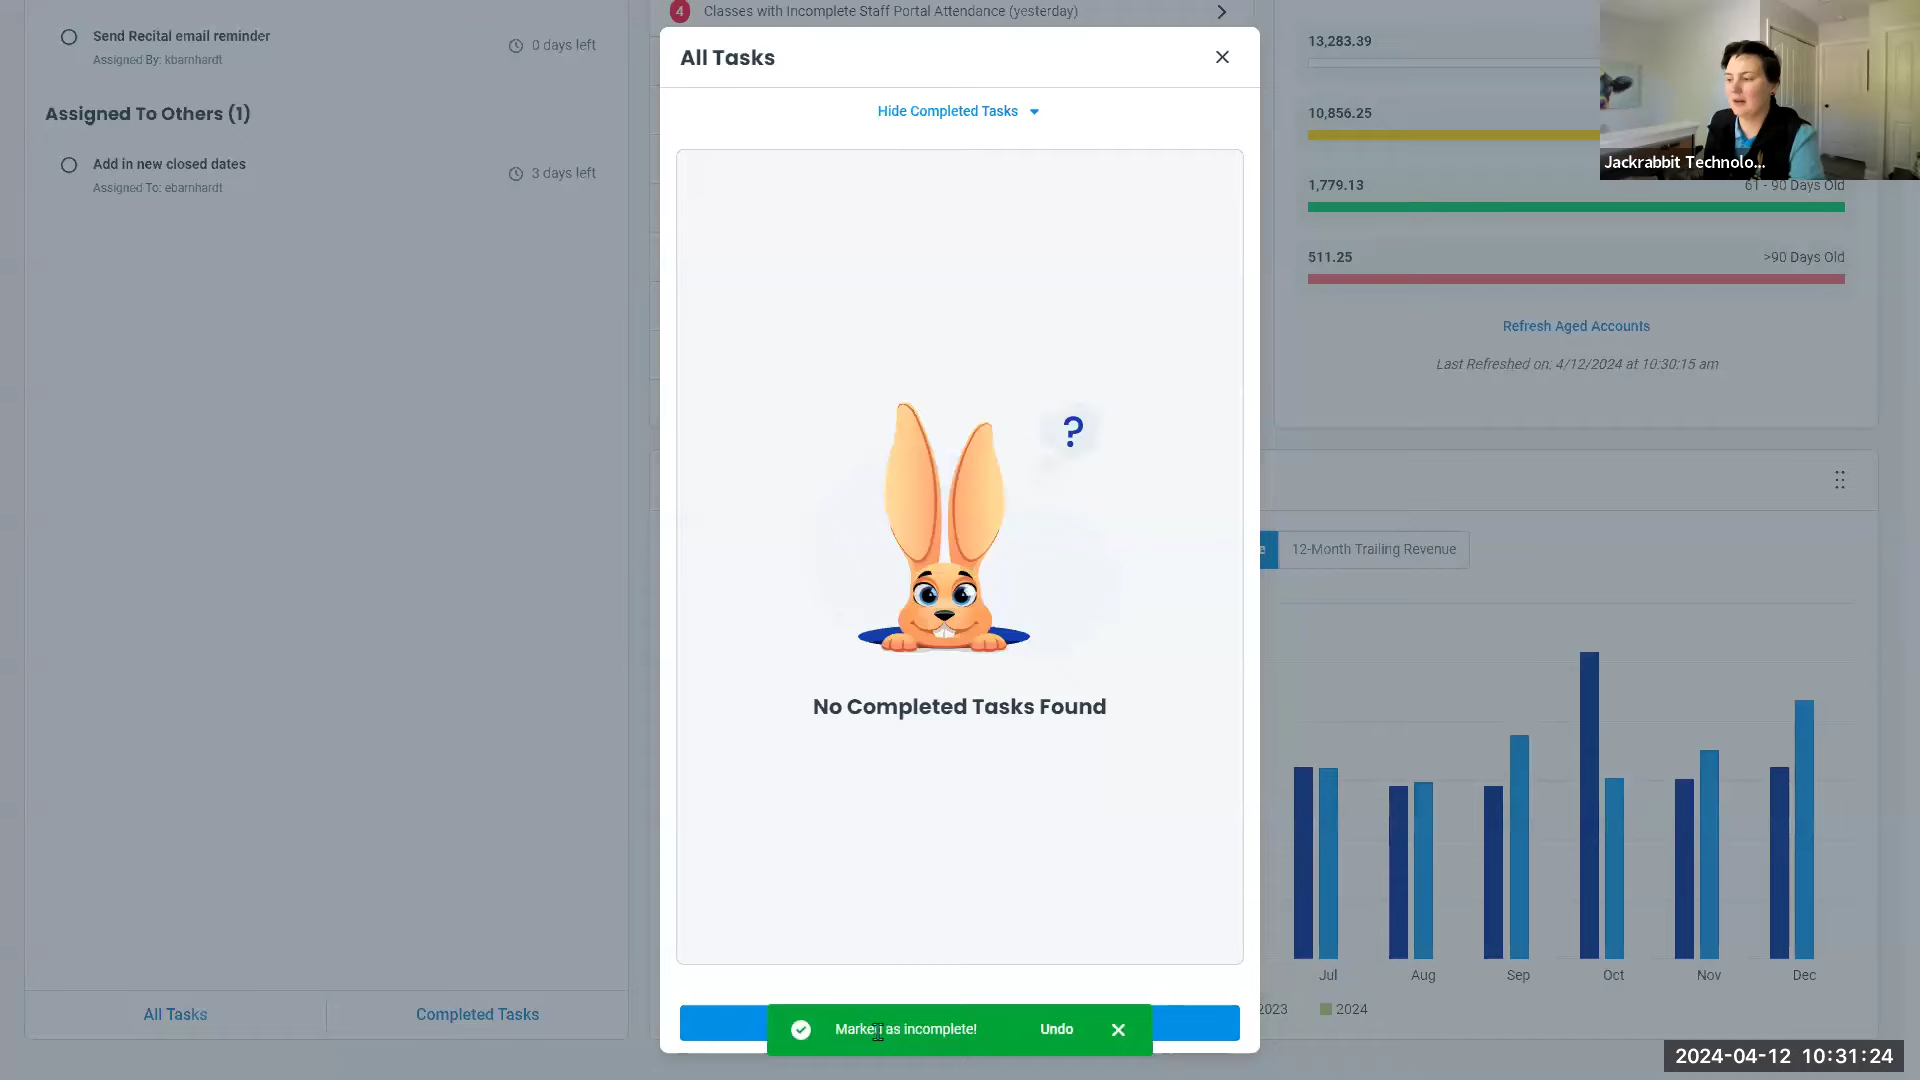 Send Recital email reminder
Assigned By: kbarnhardt
0 days left
Assigned To Others (1)
Add in new closed dates
Assigned To: ebarnhardt
3 days left
All Tasks
Completed Tasks
4
Classes with Incomplete Staff Portal Attendance (yesterday)
All Tasks
Hide Completed Tasks
?
No Completed Tasks Found
Marked as incomplete!
Undo
13,283.39
10,856.25
1,779.13
61 - 90 Days Old
511.25
>90 Days Old
Refresh Aged Accounts
Last Refreshed on: 4/12/2024 at 10:30:15 am
12-Month Trailing Revenue
Jul
Aug
Sep
Oct
Nov
Dec
2023
2024
Jackrabbit Technolo...
2024-04-12 10:31:24